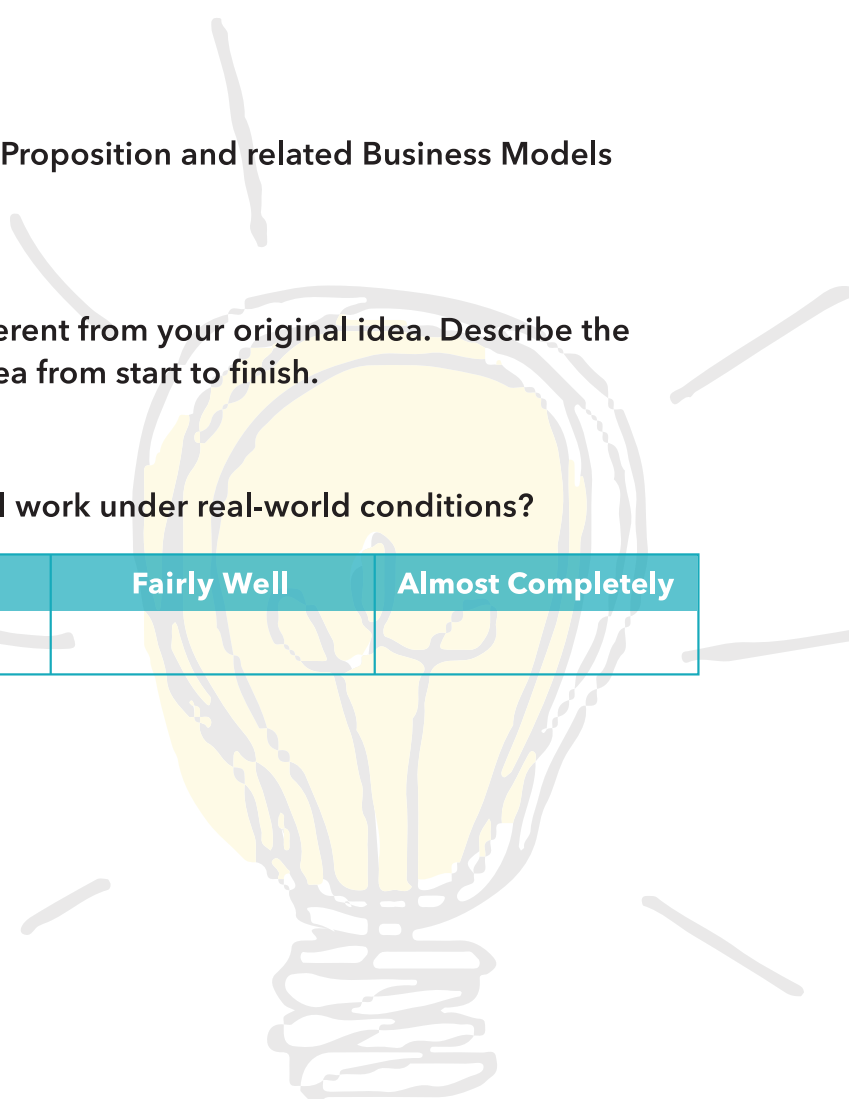 Proposition and related Business Models
erent from your original idea. Describe the
ea from start to finish.
work under real-world conditions?
Fairly Well
Almost Completely